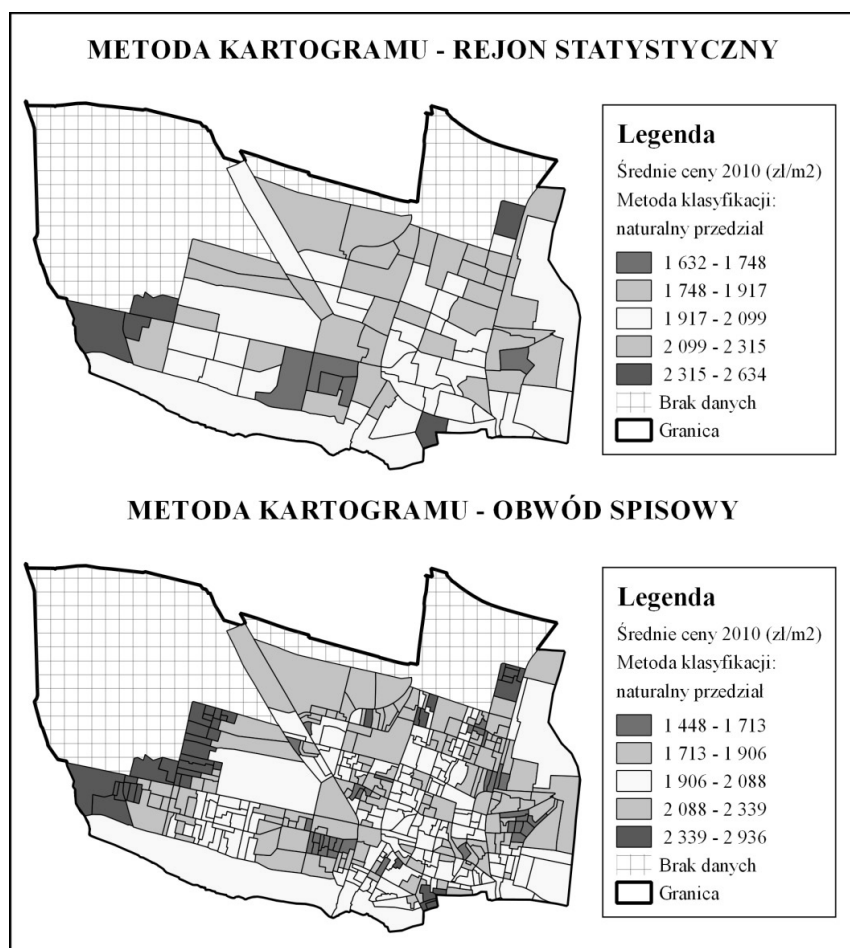 METODA KARTOGRAMU - REJON STATYSTYCZNY
Legenda
Średnie ceny 2010 (zl/m2)
Metoda klasyfikacji:
naturalny przedział
1 632 - 1 748
1 748 - 1 917
1 917 - 2 099
2 099 - 2 315
2 315 - 2 634
Brak danych
Granica
METODA KARTOGRAMU - OBWÓD SPISOWY
Legenda
Średnie ceny 2010 (zl/m2)
Metoda klasyfikacji:
naturalny przedział
1 448 - 1 713
1 713 - 1 906
1 906 - 2 088
2 088 - 2 339
2 339 - 2 936
Brak danych
Granica